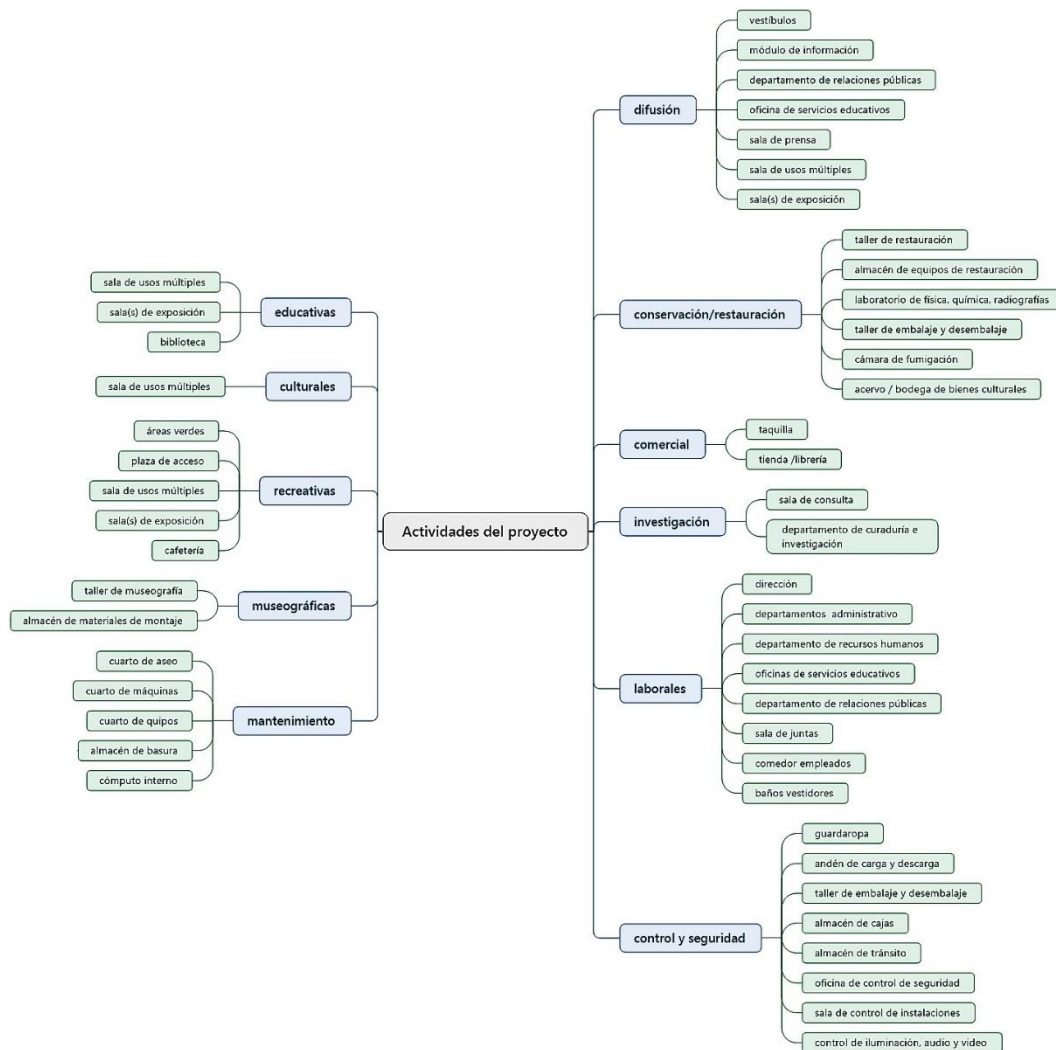 Actividades del proyecto
educativas
sala de usos múltiples
sala(s) de exposición
biblioteca
culturales
sala de usos múltiples
recreativas
áreas verdes
plaza de acceso
sala de usos múltiples
sala(s) de exposición
cafetería
museográficas
taller de museografía
almacén de materiales de montaje
mantenimiento
cuarto de aseo
cuarto de máquinas
cuarto de quipos
almacén de basura
cómputo interno
difusión
vestíbulos
módulo de información
departamento de relaciones públicas
oficina de servicios educativos
sala de prensa
sala de usos múltiples
sala(s) de exposición
conservación/restauración
taller de restauración
almacén de equipos de restauración
laboratorio de física, química, radiografías
taller de embalaje y desembalaje
cámara de fumigación
acervo / bodega de bienes culturales
comercial
taquilla
tienda /librería
investigación
sala de consulta
departamento de curaduría e
investigación
laborales
dirección
departamentos administrativo
departamento de recursos humanos
oficinas de servicios educativos
departamento de relaciones públicas
sala de juntas
comedor empleados
baños vestidores
control y seguridad
guardaropa
andén de carga y descarga
taller de embalaje y desembalaje
almacén de cajas
almacén de tránsito
oficina de control de seguridad
sala de control de instalaciones
control de iluminación, audio y video